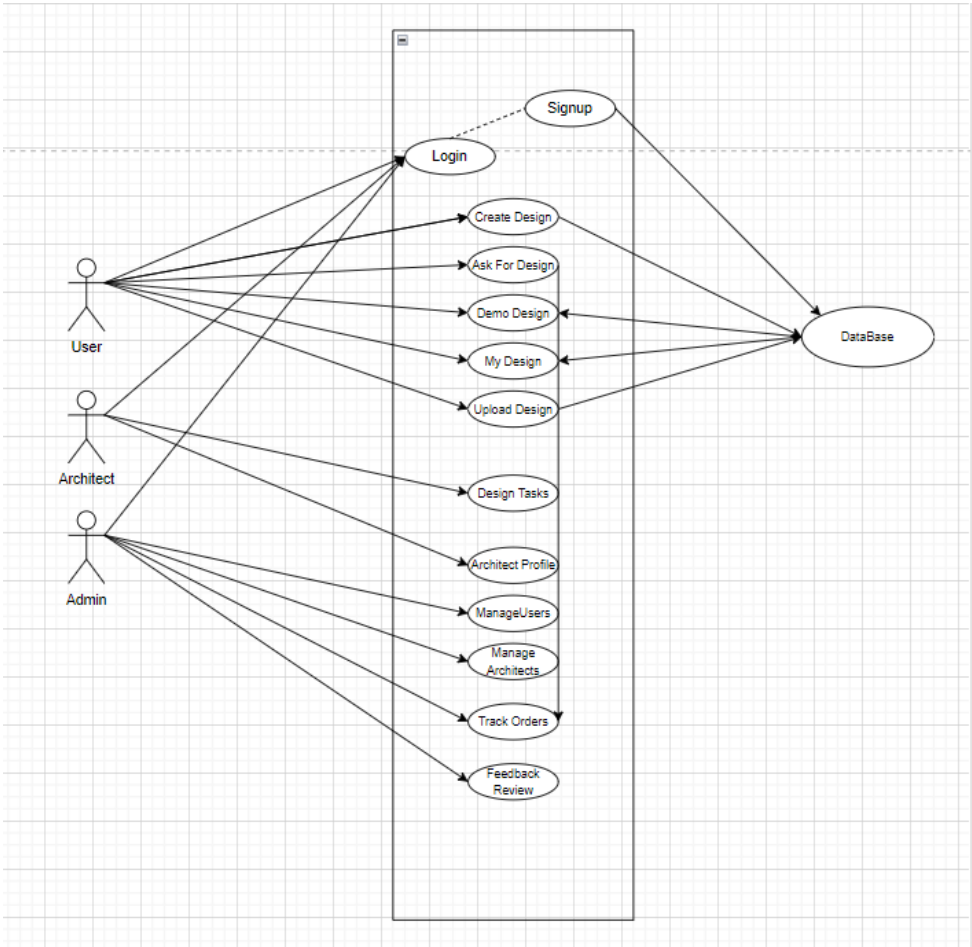 Signup
Login
Create Design
Ask For Design
User
Demo Design
DataBase
My Design
Upload Design
Architect
Design Tasks
Architect Profile
Admin
ManageUsers
Manage
Architects
Track Orders
Feedback
Review